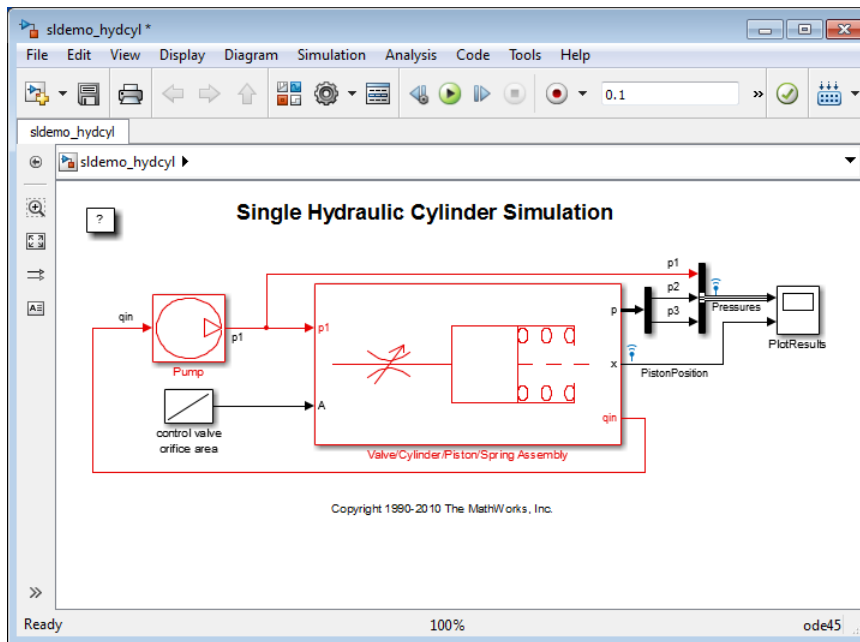 sldemo_hydcyl *
File Edit View Display Diagram Simulation Analysis Code Tools Help
0.1 »
sldemo_hydcyl
sldemo_hydcyl
?
Single Hydraulic Cylinder Simulation
p1
qin
p1
p1
Pump
p
p2
p3
Pressures
PlotResults
x
PistonPosition
A
control valve
orifice area
qin
Valve/Cylinder/Piston/Spring Assembly
Copyright 1990-2010 The MathWorks, Inc.
»
Ready 100% ode45